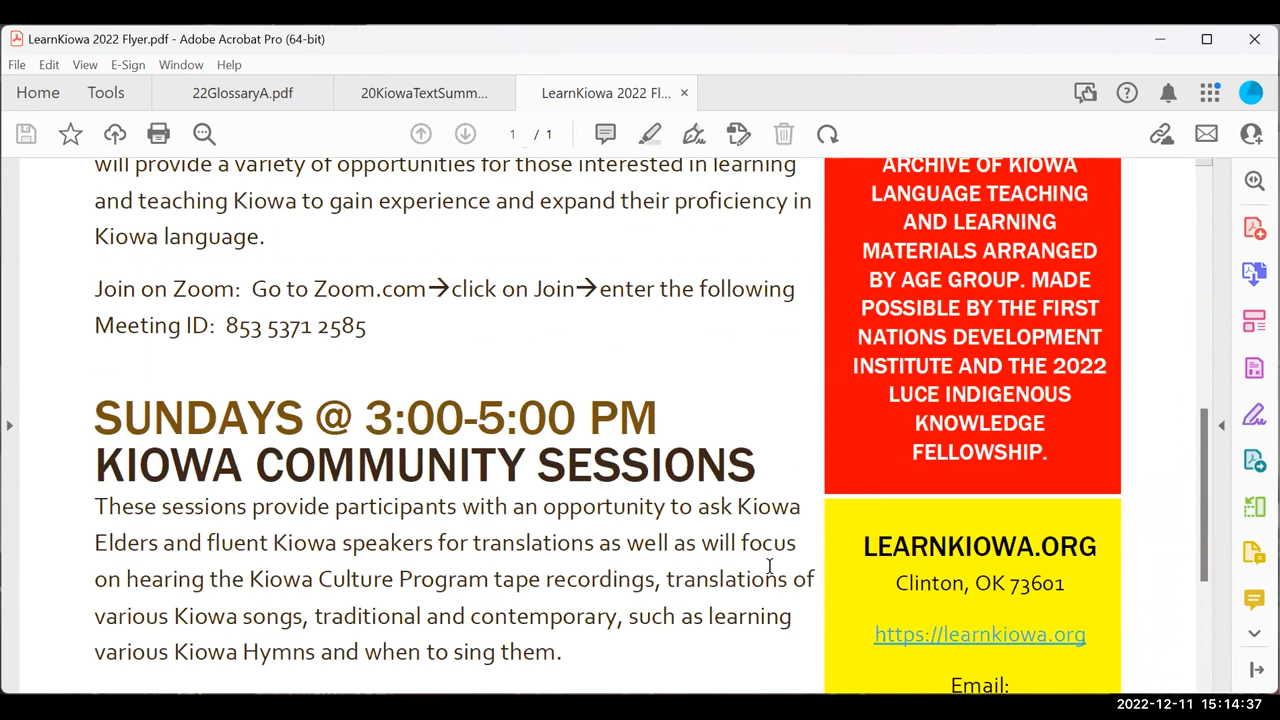 LearnKiowa 2022 Flyer.pdf - Adobe Acrobat Pro (64-bit)
File Edit View E-Sign Window Help
Home Tools 22GlossaryA.pdf 20KiowaTextSumm... LearnKiowa 2022 Fl... ×
1 / 1
will provide a variety of opportunities for those interested in learning
and teaching Kiowa to gain experience and expand their proficiency in
Kiowa language.
Join on Zoom: Go to Zoom.com→click on Join→enter the following
Meeting ID: 853 5371 2585
SUNDAYS @ 3:00-5:00 PM
KIOWA COMMUNITY SESSIONS
These sessions provide participants with an opportunity to ask Kiowa
Elders and fluent Kiowa speakers for translations as well as will focus
on hearing the Kiowa Culture Program tape recordings, translations of
various Kiowa songs, traditional and contemporary, such as learning
various Kiowa Hymns and when to sing them.
ARCHIVE OF KIOWA
LANGUAGE TEACHING
AND LEARNING
MATERIALS ARRANGED
BY AGE GROUP. MADE
POSSIBLE BY THE FIRST
NATIONS DEVELOPMENT
INSTITUTE AND THE 2022
LUCE INDIGENOUS
KNOWLEDGE
FELLOWSHIP.
LEARNKIOWA.ORG
Clinton, OK 73601
https://learnkiowa.org
Email:
2022-12-11 15:14:37